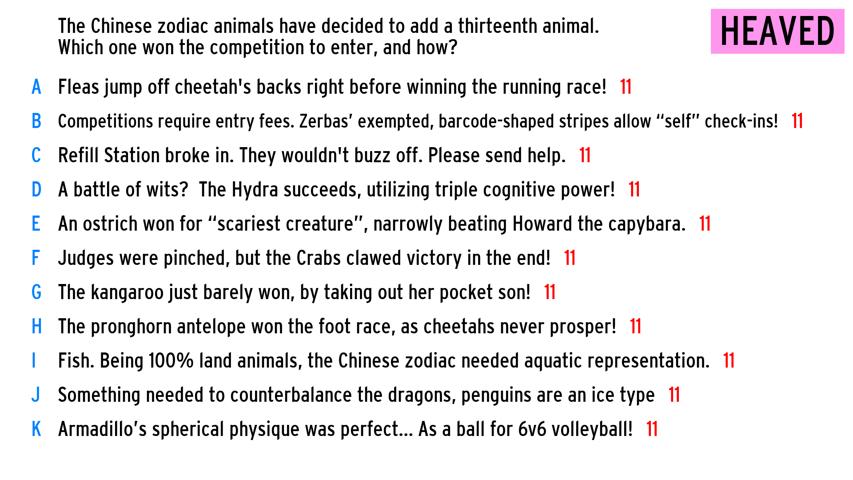 The Chinese zodiac animals have decided to add a thirteenth animal.
Which one won the competition to enter, and how?
HEAVED
A Fleas jump off cheetah's backs right before winning the running race! 11
B Competitions require entry fees. Zerbas’ exempted, barcode-shaped stripes allow “self” check-ins! 11
C Refill Station broke in. They wouldn't buzz off. Please send help. 11
D A battle of wits? The Hydra succeeds, utilizing triple cognitive power! 11
E An ostrich won for “scariest creature”, narrowly beating Howard the capybara. 11
F Judges were pinched, but the Crabs clawed victory in the end! 11
G The kangaroo just barely won, by taking out her pocket son! 11
H The pronghorn antelope won the foot race, as cheetahs never prosper! 11
I Fish. Being 100% land animals, the Chinese zodiac needed aquatic representation. 11
J Something needed to counterbalance the dragons, penguins are an ice type 11
K Armadillo’s spherical physique was perfect... As a ball for 6v6 volleyball! 11